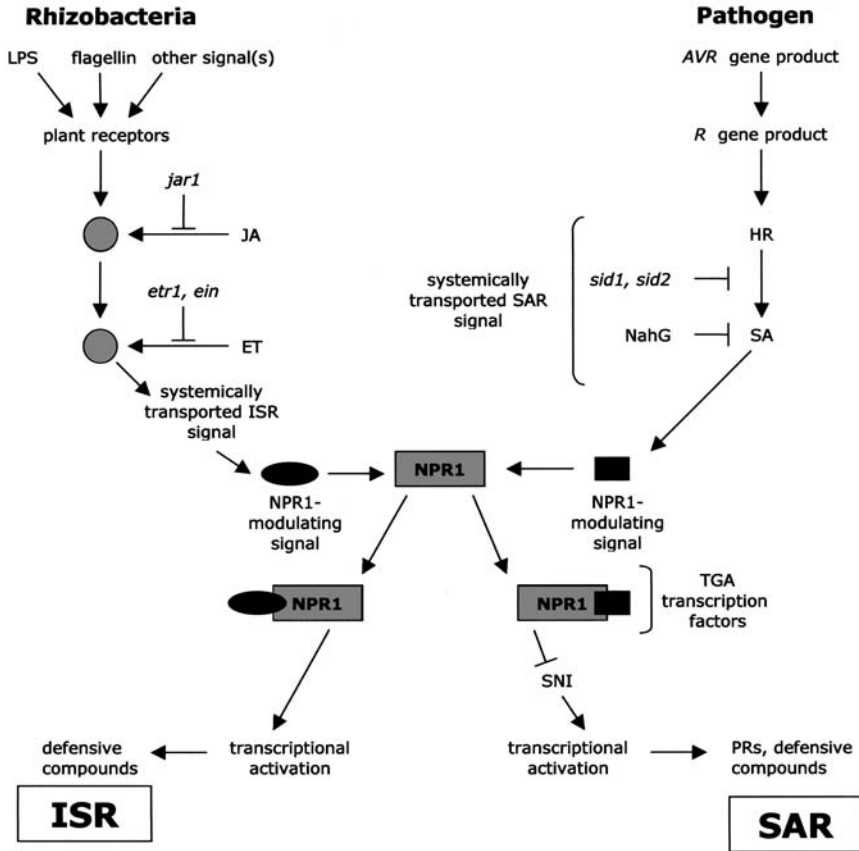 Rhizobacteria
LPS flagellin other signal(s)
plant receptors
jar1
JA
etr1, ein
ET
systemically
transported ISR
signal
NPR1-
modulating
signal
Pathogen
AVR gene product
R gene product
HR
systemically
transported SAR
signal
sid1, sid2
NahG
SA
NPR1
NPR1-
modulating
signal
NPR1
NPR1
TGA
transcription
factors
SNI
defensive
compounds
transcriptional
activation
transcriptional
activation
PRs, defensive
compounds
ISR
SAR